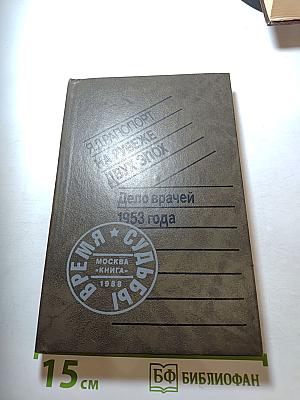 Я.Л.РАПОПОРТ
НА РУБЕЖЕ
ДВУХ ЭПОХ
Дело врачей
1953 года
ВРЕМЯ★СУДЬБЫ
МОСКВА
«КНИГА»
1988
15 см
БФ БИБЛИОФАН